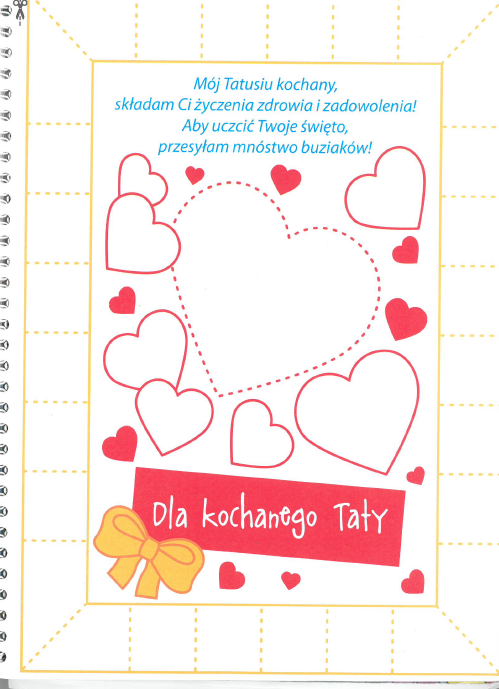 Mój Tatusiu kochany,
składam Ci życzenia zdrowia i zadowolenia!
Aby uczcić Twoje święto,
przesyłam mnóstwo buziaków!
Dla kochanego Taty